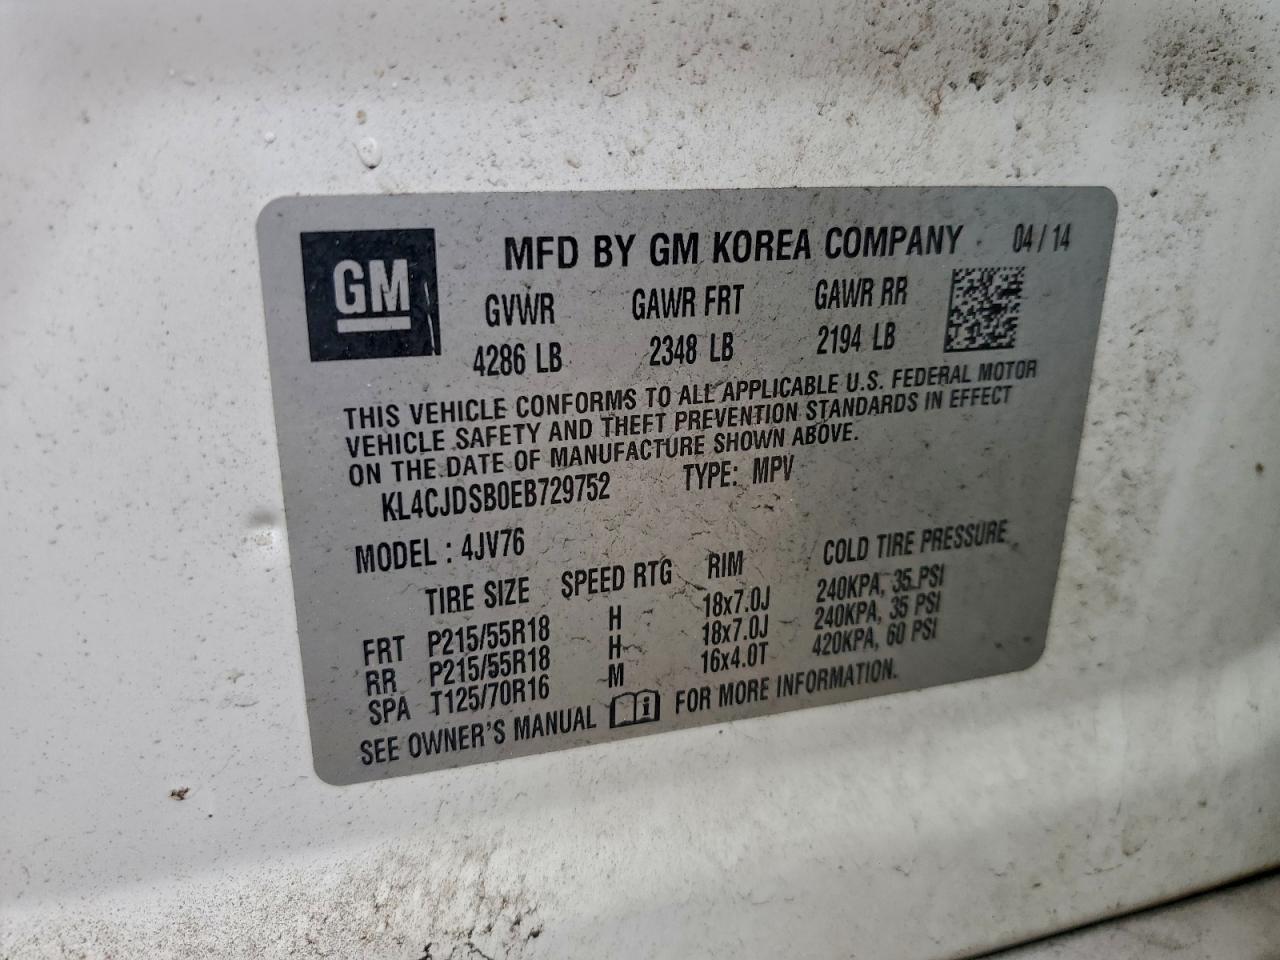 GM
MFD BY GM KOREA COMPANY 04/14
GVWR GAWR FRT GAWR RR
4286 LB 2348 LB 2194 LB
THIS VEHICLE CONFORMS TO ALL APPLICABLE U.S. FEDERAL MOTOR
VEHICLE SAFETY AND THEFT PREVENTION STANDARDS IN EFFECT
ON THE DATE OF MANUFACTURE SHOWN ABOVE.
KL4CJDSB0EB729752 TYPE: MPV
MODEL : 4JV76
TIRE SIZE SPEED RTG RIM COLD TIRE PRESSURE
FRT P215/55R18 H 18x7.0J 240KPA, 35 PSI
RR P215/55R18 H 18x7.0J 240KPA, 35 PSI
SPA T125/70R16 M 16x4.0T 420KPA, 60 PSI
SEE OWNER'S MANUAL i FOR MORE INFORMATION.